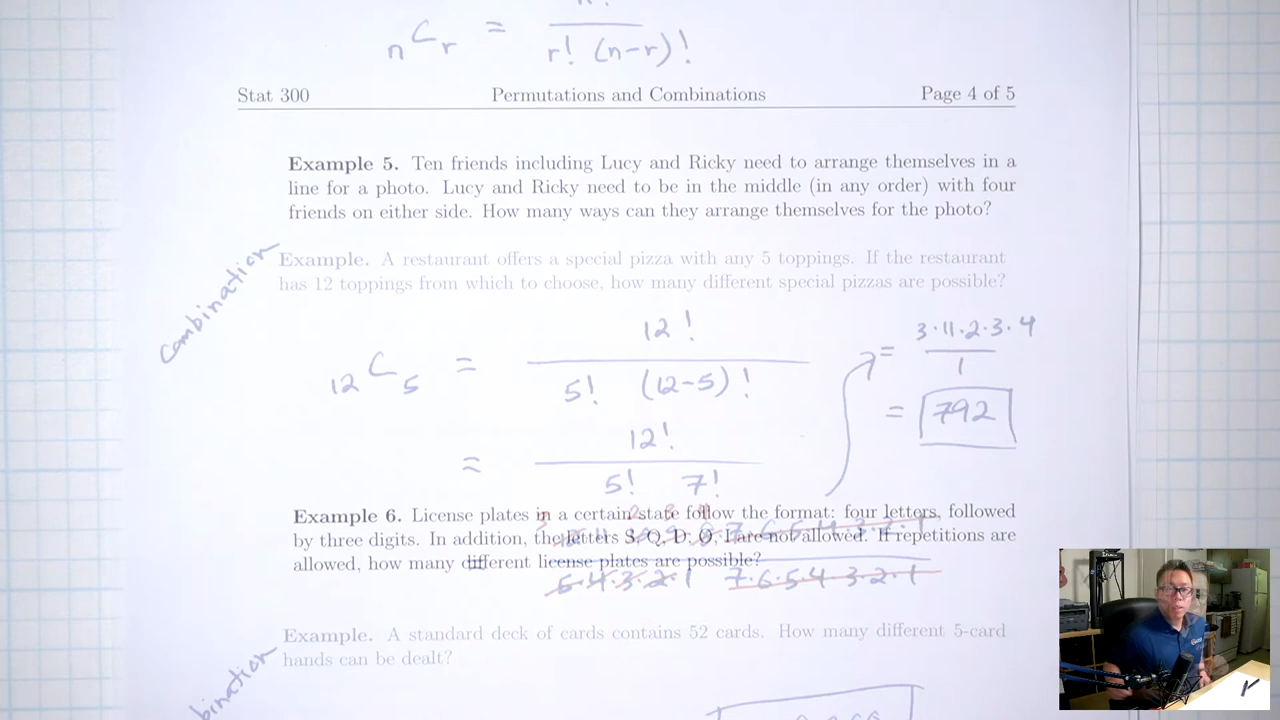 nCr = n! / r! (n-r)!
Stat 300 Permutations and Combinations Page 4 of 5
Example 5. Ten friends including Lucy and Ricky need to arrange themselves in a
line for a photo. Lucy and Ricky need to be in the middle (in any order) with four
friends on either side. How many ways can they arrange themselves for the photo?
combination
Example. A restaurant offers a special pizza with any 5 toppings. If the restaurant
has 12 toppings from which to choose, how many different special pizzas are possible?
12C5 = 12! / 5! (12-5)!
= 12! / 5! 7!
= 3·11·2·3·4 / 1
= 792
Example 6. License plates in a certain state follow the format: four letters, followed
by three digits. In addition, the letters S, Q, D, O, I are not allowed. If repetitions are
allowed, how many different license plates are possible?
5·4·3·2·1 7·6·5·4·3·2·1
Example. A standard deck of cards contains 52 cards. How many different 5-card
hands can be dealt?